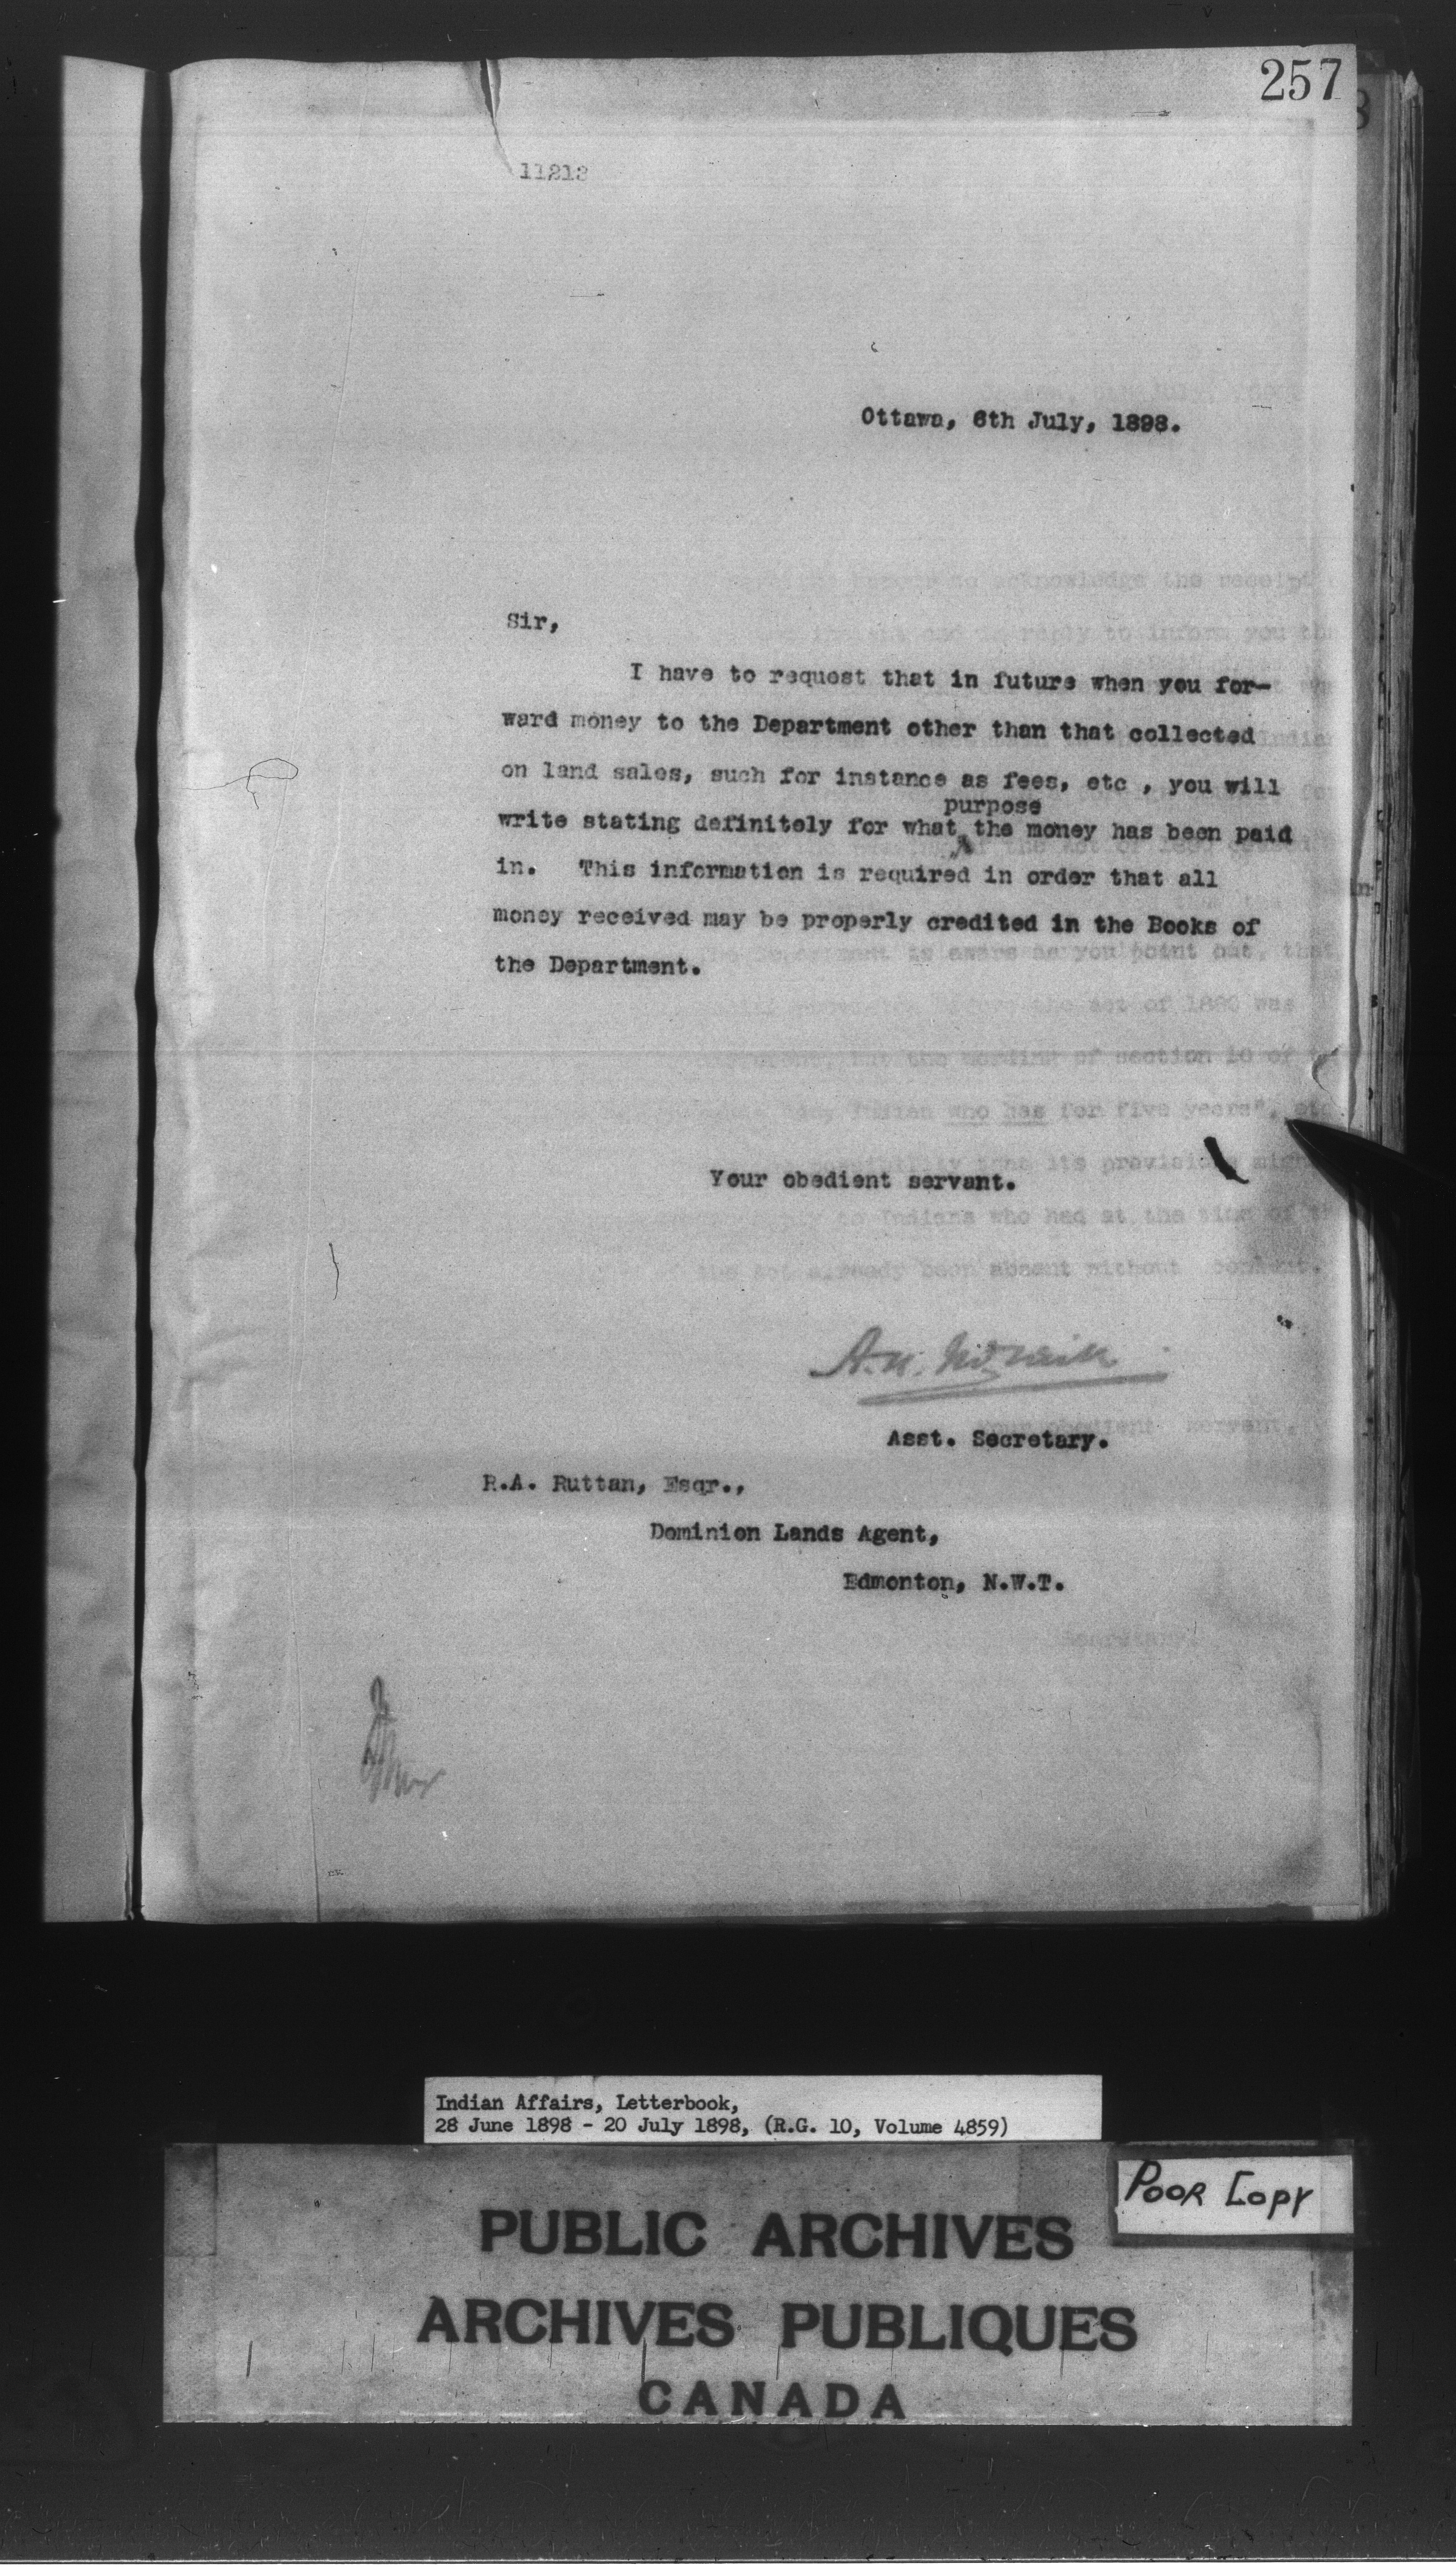 257
11213
Ottawa, 6th July, 1898.
Sir,
I have to request that in future when you for-
ward money to the Department other than that collected
on land sales, such for instance as fees, etc , you will
purpose
write stating definitely for what the money has been paid
in. This information is required in order that all
money received may be properly credited in the Books of
the Department.
Your obedient servant.
Asst. Secretary.
R.A. Ruttan, Esqr.,
Dominion Lands Agent,
Edmonton, N.W.T.
Indian Affairs, Letterbook,
28 June 1898 - 20 July 1898, (R.G. 10, Volume 4859)
POOR COPY
PUBLIC ARCHIVES
ARCHIVES PUBLIQUES
CANADA